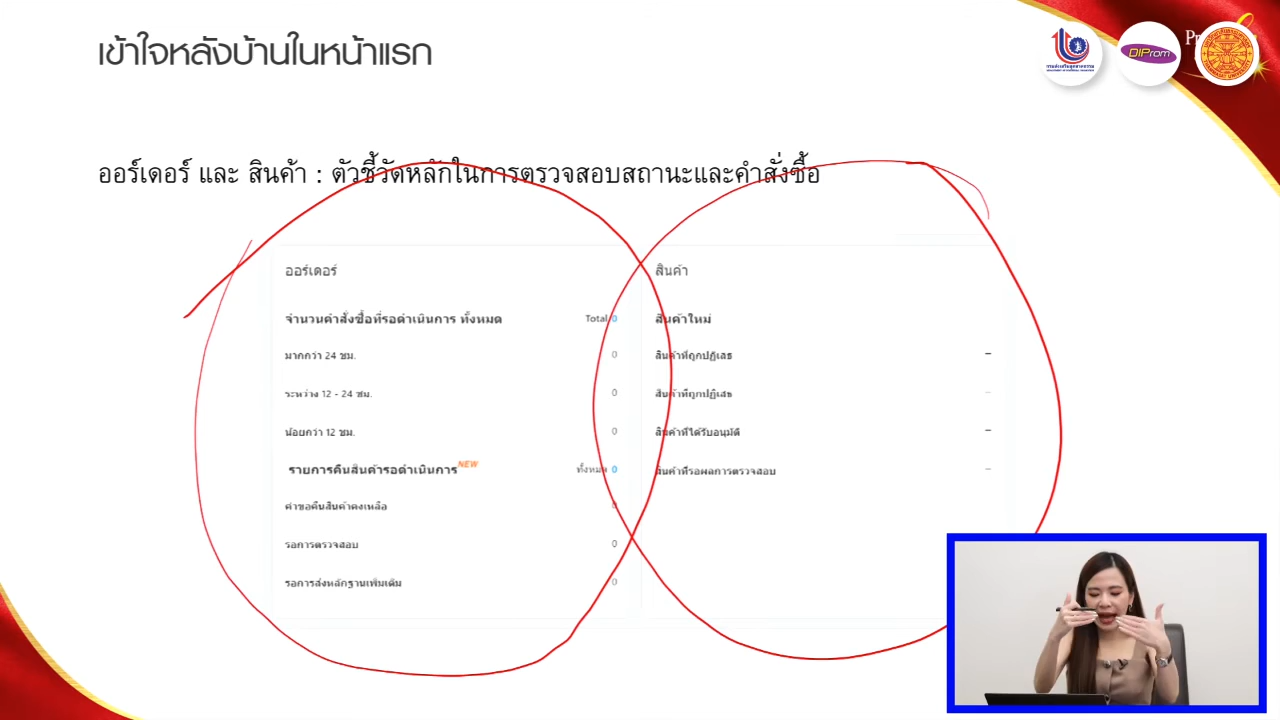 เข้าใจหลังบ้านในหน้าแรก
DIProm
ออร์เดอร์ และ สินค้า : ตัวชี้วัดหลักในการตรวจสอบสถานะและคำสั่งซื้อ
ออร์เดอร์
จำนวนคำสั่งซื้อที่รอดำเนินการ ทั้งหมด Total 0
มากกว่า 24 ชม. 0
ระหว่าง 12 - 24 ชม. 0
น้อยกว่า 12 ชม. 0
รายการคืนสินค้ารอดำเนินการ NEW ทั้งหมด 0
คำขอคืนสินค้าคงเหลือ 0
รอการตรวจสอบ 0
รอการส่งหลักฐานเพิ่มเติม 0
สินค้า
สินค้าใหม่
สินค้าที่ถูกปฏิเสธ –
สินค้าที่ถูกปฏิเสธ –
สินค้าที่ได้รับอนุมัติ –
สินค้าที่รอผลการตรวจสอบ –